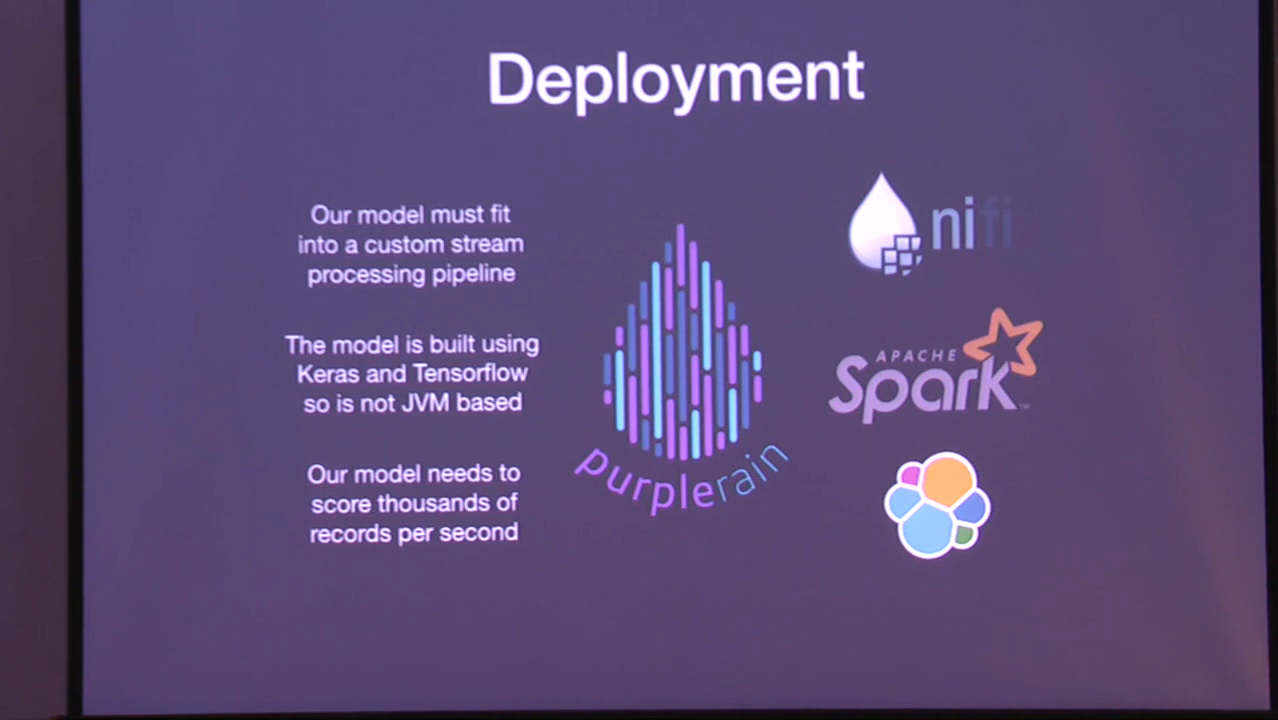 Deployment
Our model must fit
into a custom stream
processing pipeline
The model is built using
Keras and Tensorflow
so is not JVM based
Our model needs to
score thousands of
records per second
purplerain
nifi
APACHE
Spark™